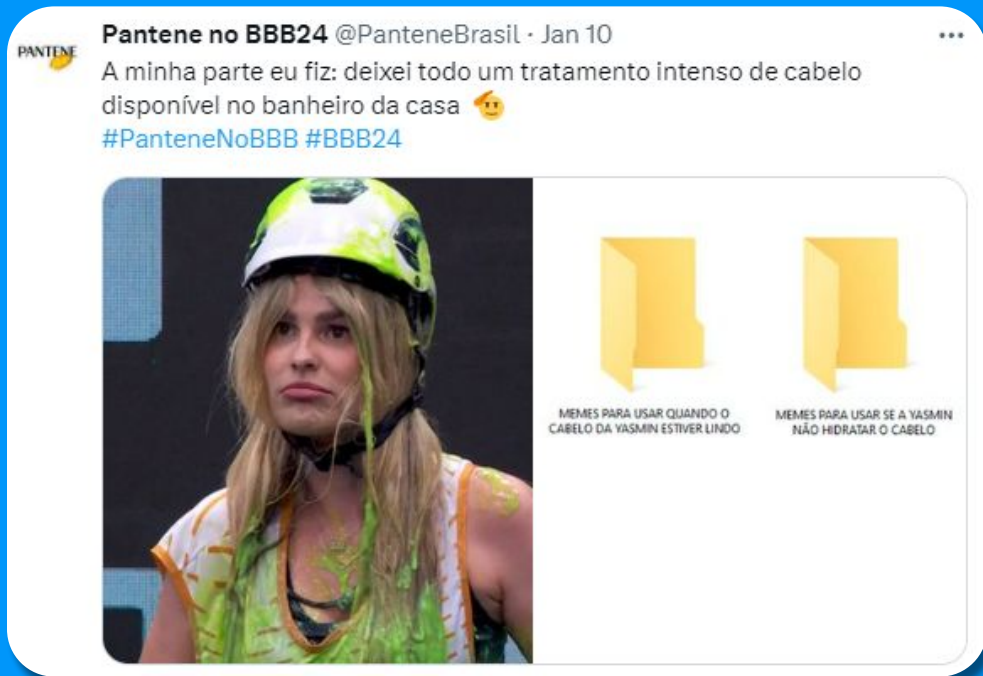 PANTENE
Pantene no BBB24 @PanteneBrasil · Jan 10
A minha parte eu fiz: deixei todo um tratamento intenso de cabelo
disponível no banheiro da casa 🫡
#PanteneNoBBB #BBB24
MEMES PARA USAR QUANDO O
CABELO DA YASMIN ESTIVER LINDO
MEMES PARA USAR SE A YASMIN
NÃO HIDRATAR O CABELO